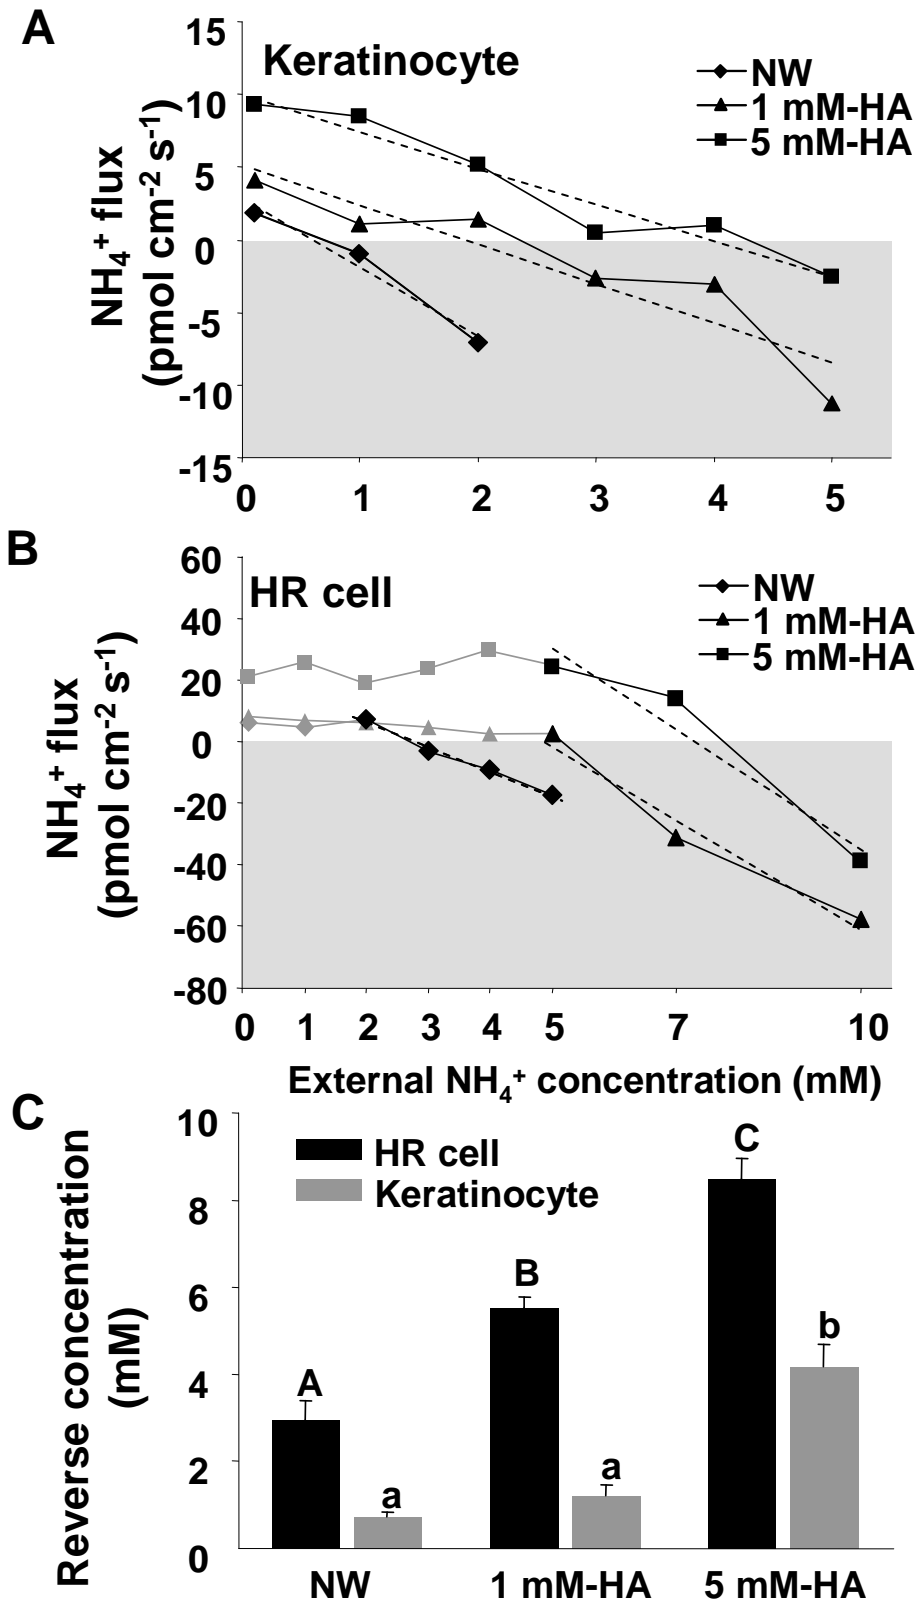 A
Keratinocyte
NW
1 mM-HA
5 mM-HA
NH₄⁺ flux
(pmol cm⁻² s⁻¹)
15
10
5
0
-5
-10
-15
0 1 2 3 4 5
B
HR cell
NW
1 mM-HA
5 mM-HA
NH₄⁺ flux
(pmol cm⁻² s⁻¹)
60
40
20
0
-20
-40
-60
-80
0 1 2 3 4 5 7 10
External NH₄⁺ concentration (mM)
C
HR cell
Keratinocyte
Reverse concentration
(mM)
10
8
6
4
2
0
A
a
B
a
C
b
NW 1 mM-HA 5 mM-HA